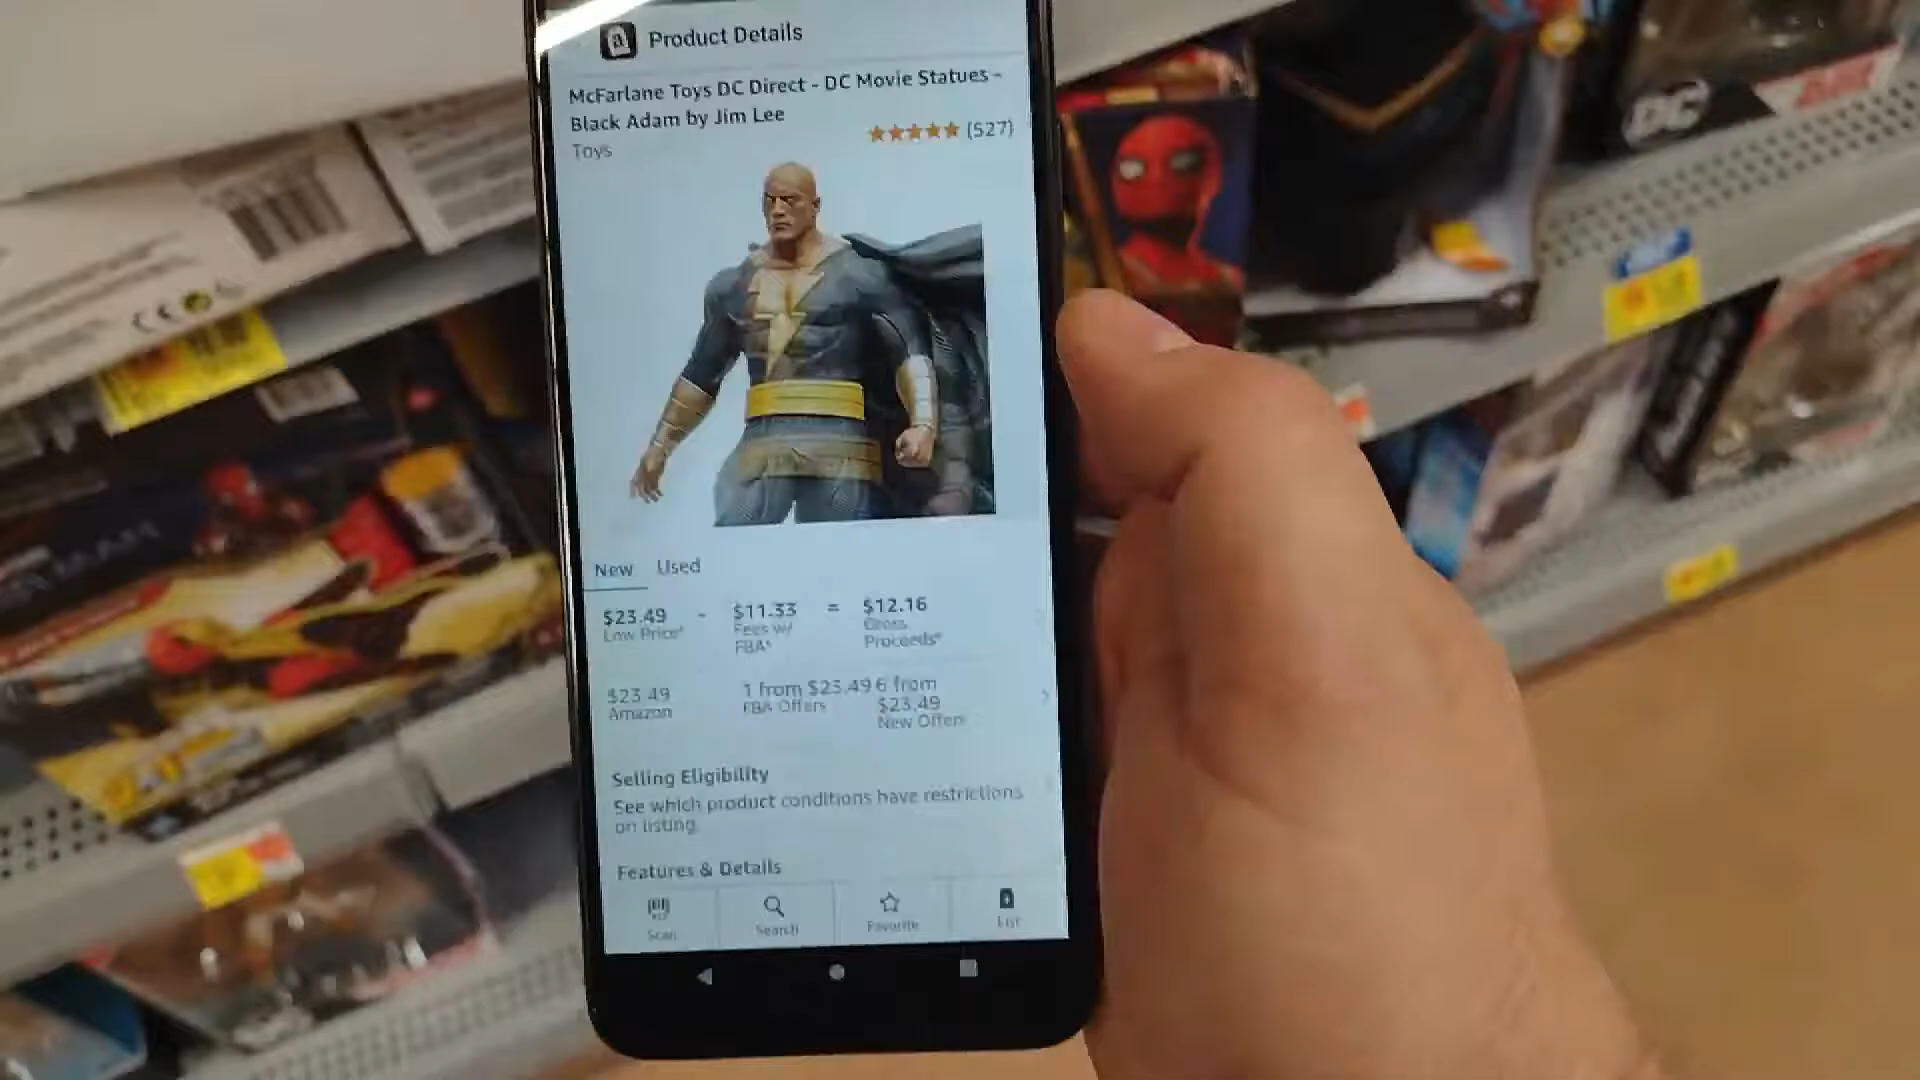 Product Details
McFarlane Toys DC Direct - DC Movie Statues -
Black Adam by Jim Lee
(527)
Toys
New Used
$23.49 - $11.33 = $12.16
Low Price* Fees w/ FBA* Gross Proceeds*
$23.49 1 from $23.49 6 from $23.49
Amazon FBA Offers New Offers
Selling Eligibility
See which product conditions have restrictions
on listing.
Features & Details
Scan Search Favorite List
DC